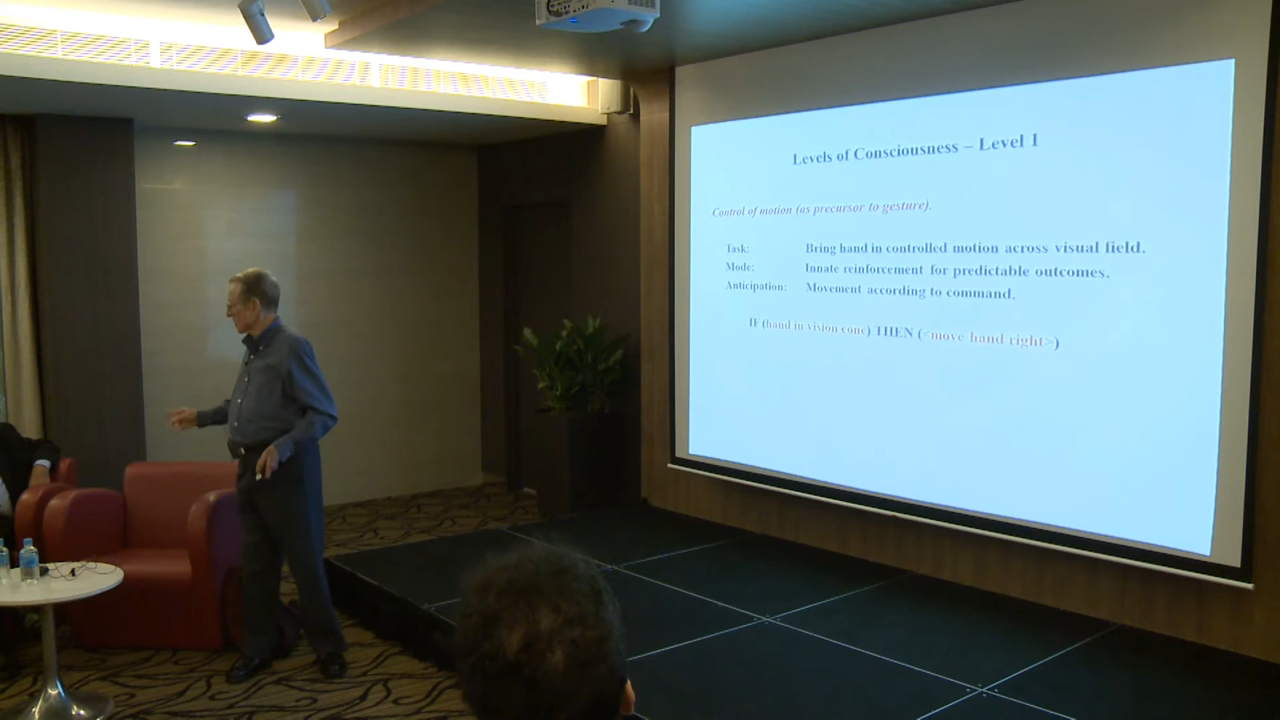 Levels of Consciousness – Level 1
Control of motion (as precursor to gesture).
Task: Bring hand in controlled motion across visual field.
Mode: Innate reinforcement for predictable outcomes.
Anticipation: Movement according to command.
IF (hand in vision cone) THEN (<move hand right>)